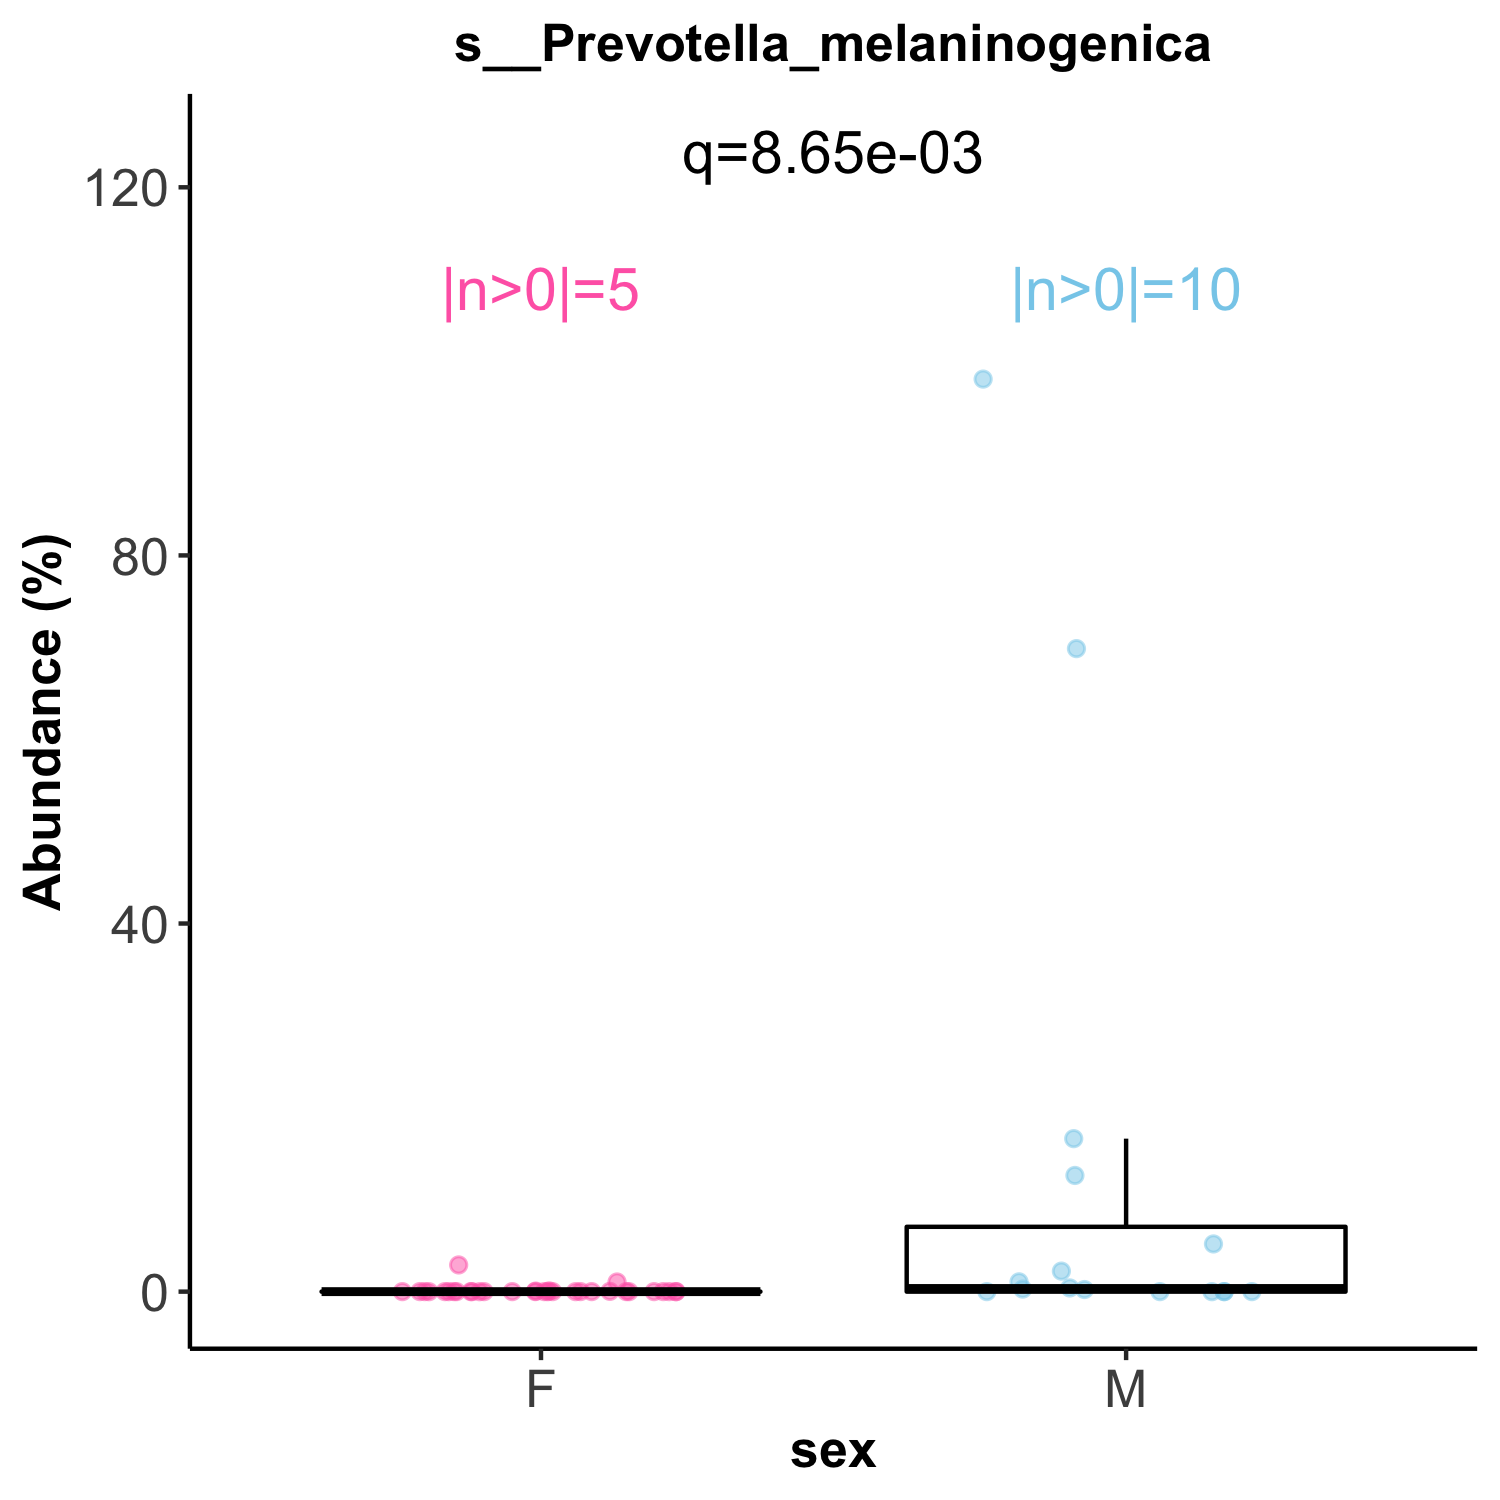 s__Prevotella_melaninogenica
q=8.65e-03
|n>0|=5
|n>0|=10
120
80
40
0
Abundance (%)
F
M
sex